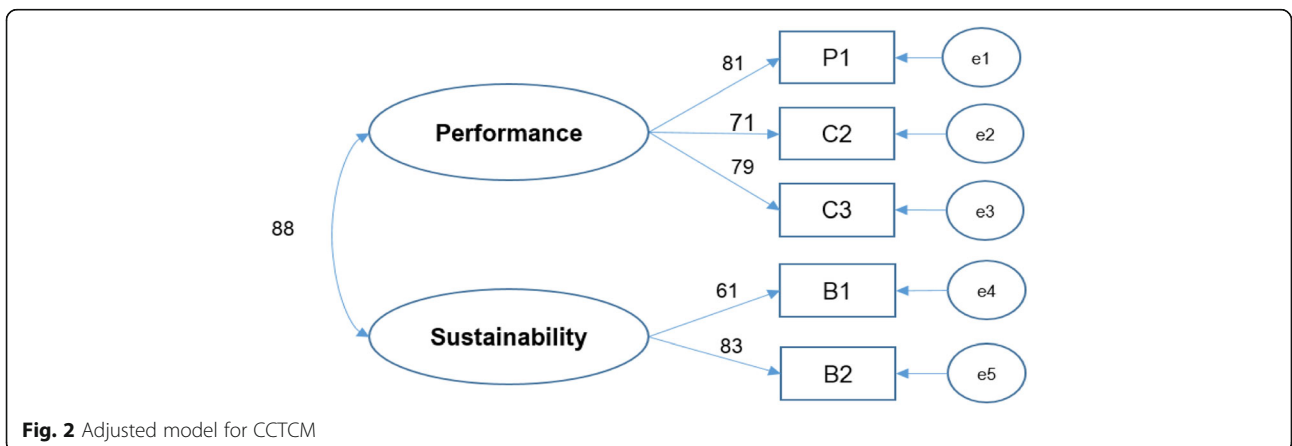 81
P1
e1
Performance
71
C2
e2
79
C3
e3
88
61
B1
e4
Sustainability
83
B2
e5
Fig. 2 Adjusted model for CCTCM